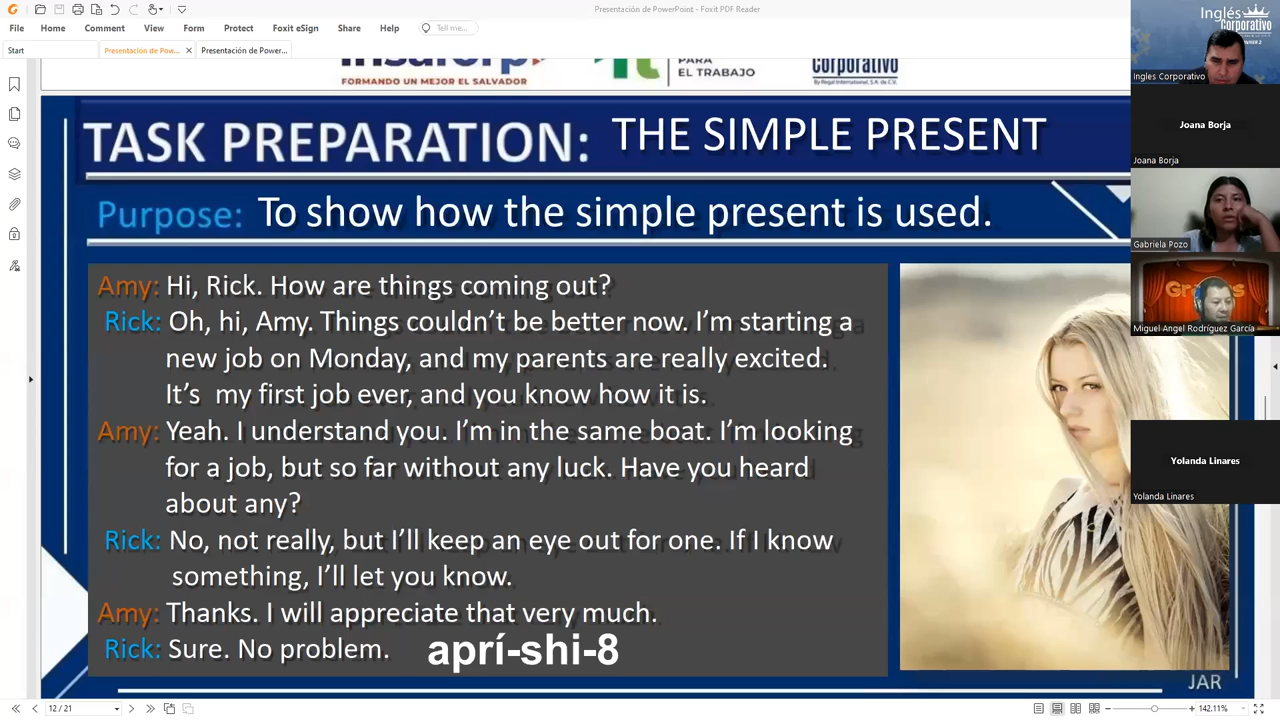 Presentación de PowerPoint - Foxit PDF Reader
File Home Comment View Form Protect Foxit eSign Share Help Tell me...
Start Presentación de Pow... Presentación de Power...
FORMANDO UN MEJOR EL SALVADOR
PARA
EL TRABAJO
corporativo
By Regal International, S.A. de C.V.
TASK PREPARATION: THE SIMPLE PRESENT
Purpose: To show how the simple present is used.
Amy: Hi, Rick. How are things coming out?
Rick: Oh, hi, Amy. Things couldn't be better now. I'm starting a
new job on Monday, and my parents are really excited.
It's my first job ever, and you know how it is.
Amy: Yeah. I understand you. I'm in the same boat. I'm looking
for a job, but so far without any luck. Have you heard
about any?
Rick: No, not really, but I'll keep an eye out for one. If I know
something, I'll let you know.
Amy: Thanks. I will appreciate that very much.
Rick: Sure. No problem.
aprí-shi-8
JAR
12 / 21
142.11%
Inglés
Corporativo
Ingles Corporativo
Joana Borja
Joana Borja
Gabriela Pozo
Miguel Angel Rodríguez García
Yolanda Linares
Yolanda Linares